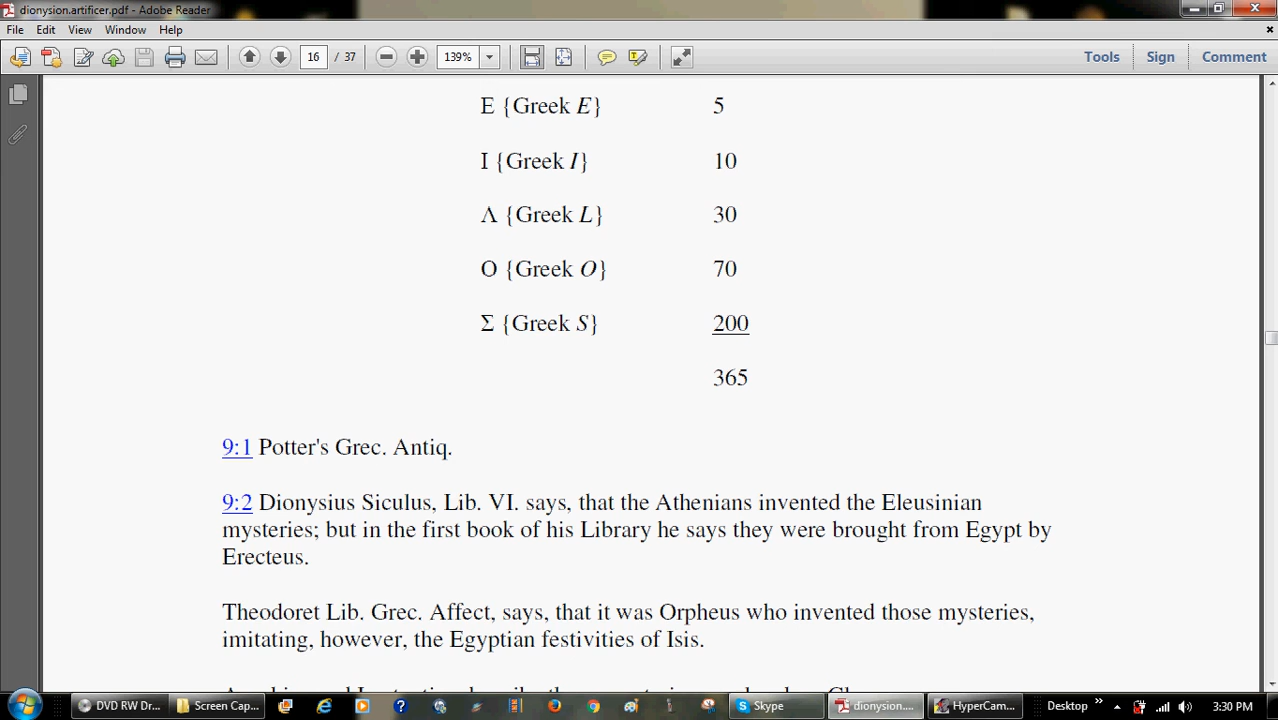 dionysion.artificer.pdf - Adobe Reader
File Edit View Window Help
16 / 37 139% Tools Sign Comment
Ε {Greek E} 5
Ι {Greek I} 10
Λ {Greek L} 30
Ο {Greek O} 70
Σ {Greek S} 200
365
9:1 Potter's Grec. Antiq.
9:2 Dionysius Siculus, Lib. VI. says, that the Athenians invented the Eleusinian
mysteries; but in the first book of his Library he says they were brought from Egypt by
Erecteus.
Theodoret Lib. Grec. Affect, says, that it was Orpheus who invented those mysteries,
imitating, however, the Egyptian festivities of Isis.
DVD RW Dr... Screen Cap... Skype dionysion.... HyperCam... Desktop 3:30 PM